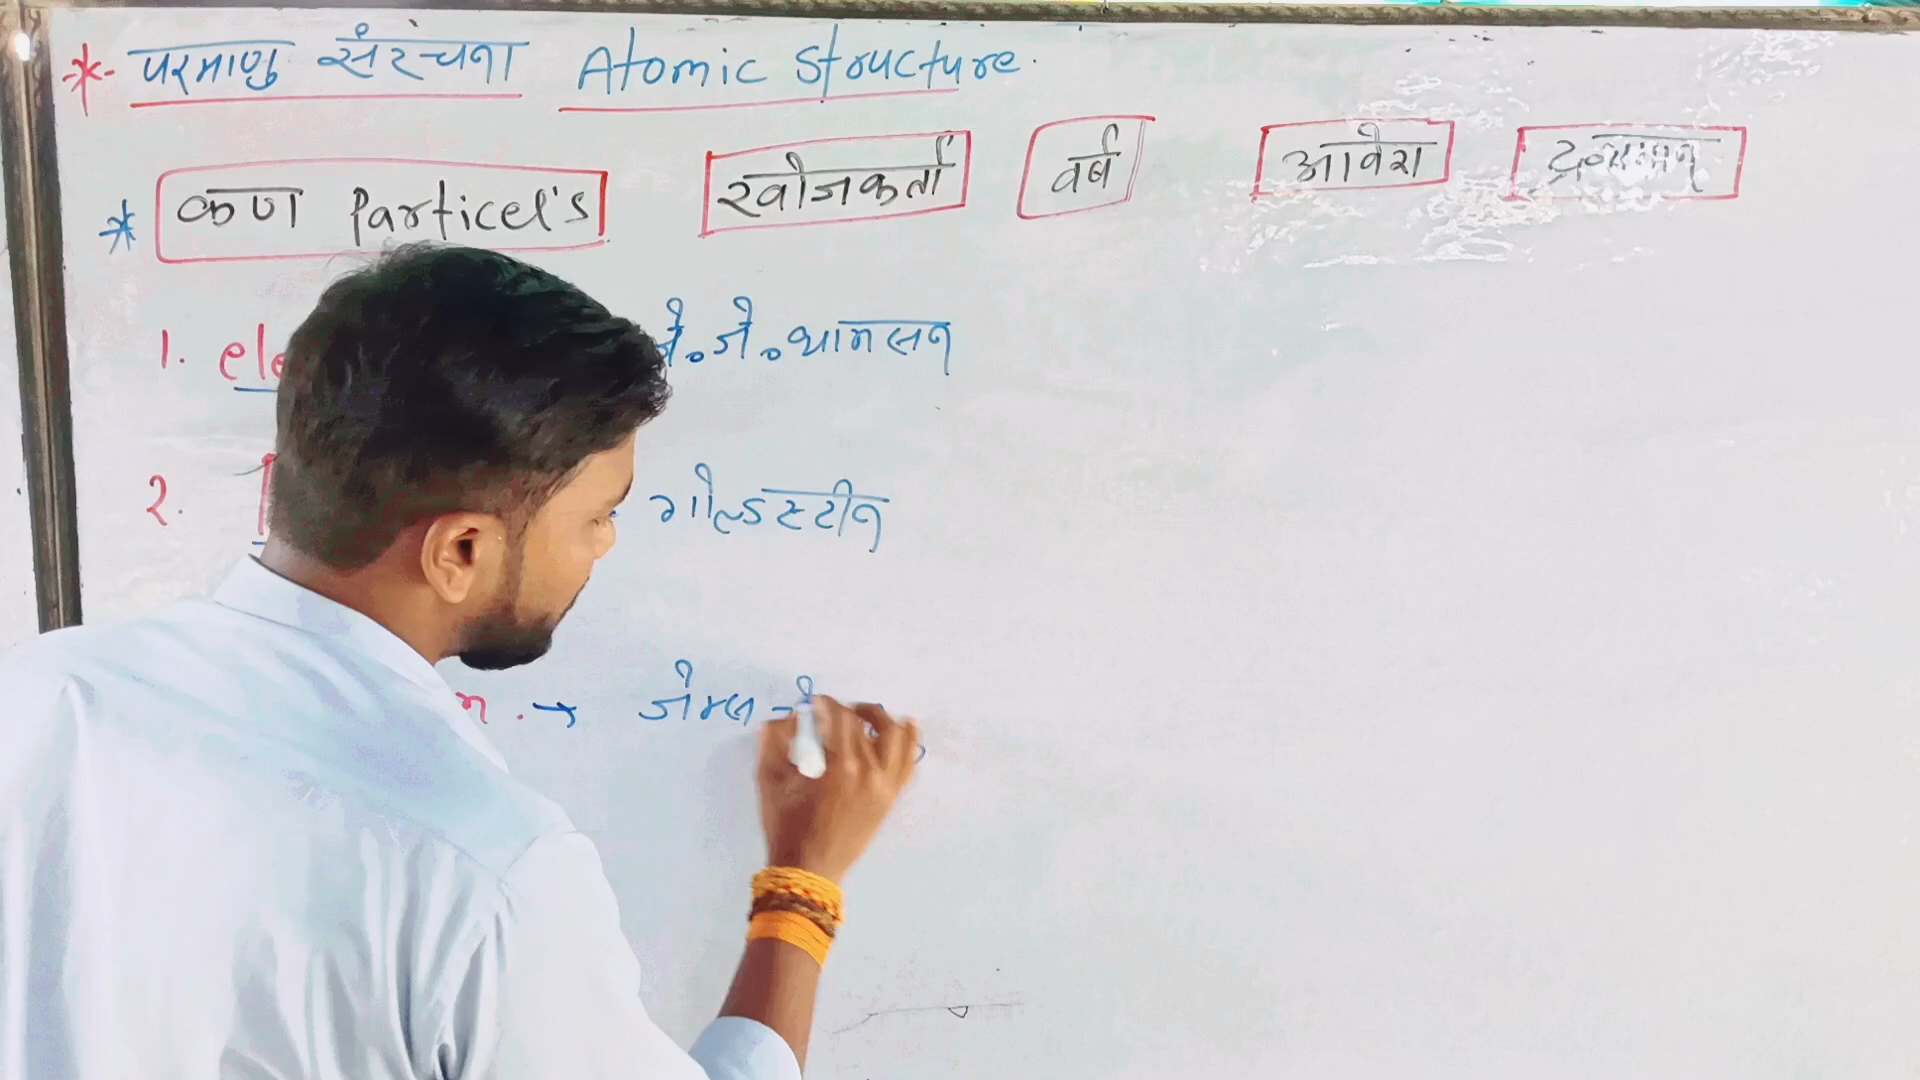 परमाणु संरचना Atomic Structure.
कण Particel's खोजकर्ता वर्ष आवेश द्रव्यमान
1. ele जे.जे.थामसन
2. गोल्डस्टीन
n . → जेम्स